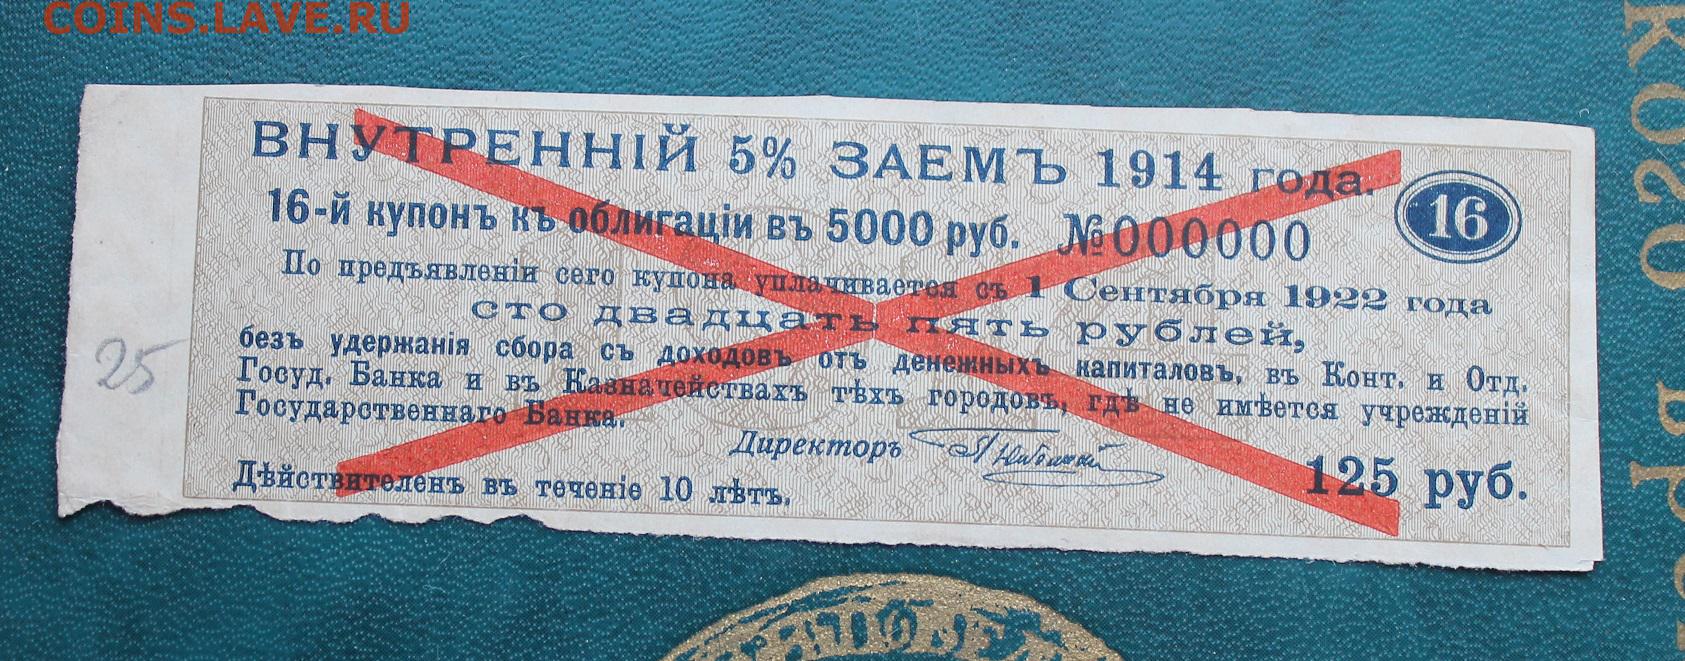 COINS.LAVE.RU
ВНУТРЕННІЙ 5% ЗАЕМЪ 1914 года.
16-й купонъ къ облигаціи въ 5000 руб. № 000000
16
По предъявленіи сего купона уплачивается съ 1 Сентября 1922 года
сто двадцать пять рублей,
безъ удержанія сбора съ доходовъ отъ денежныхъ капиталовъ, въ Конт. и Отд.
Госуд. Банка и въ Казначействахъ тѣхъ городовъ, гдѣ не имѣется учрежденій
Государственнаго Банка.
Директоръ
125 руб.
Дѣйствителенъ въ теченіе 10 лѣтъ.
25